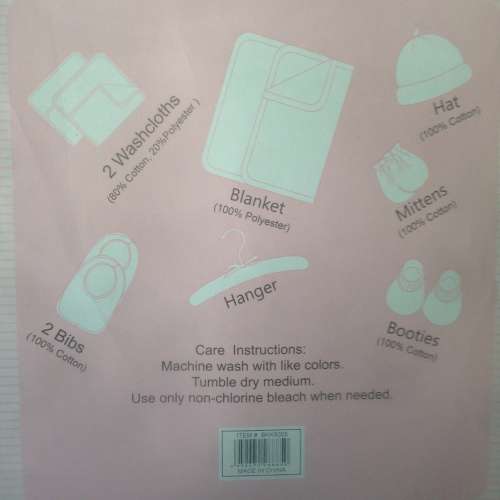 2 Washcloths
(80% Cotton, 20%Polyester )
Blanket
(100% Polyester)
Hat
(100% Cotton)
Mittens
(100% Cotton)
2 Bibs
(100% Cotton)
Hanger
Booties
(100% Cotton)
Care Instructions:
Machine wash with like colors.
Tumble dry medium.
Use only non-chlorine bleach when needed.
ITEM #:
MADE IN CHINA